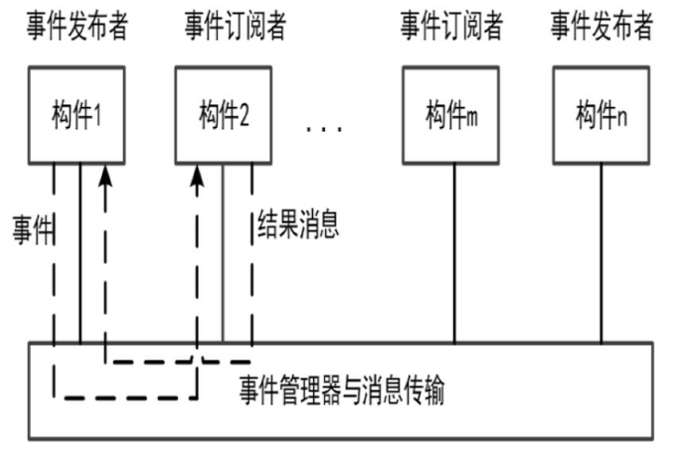 事件发布者 事件订阅者 事件订阅者 事件发布者
构件1 构件2 ... 构件m 构件n
事件 结果消息
事件管理器与消息传输